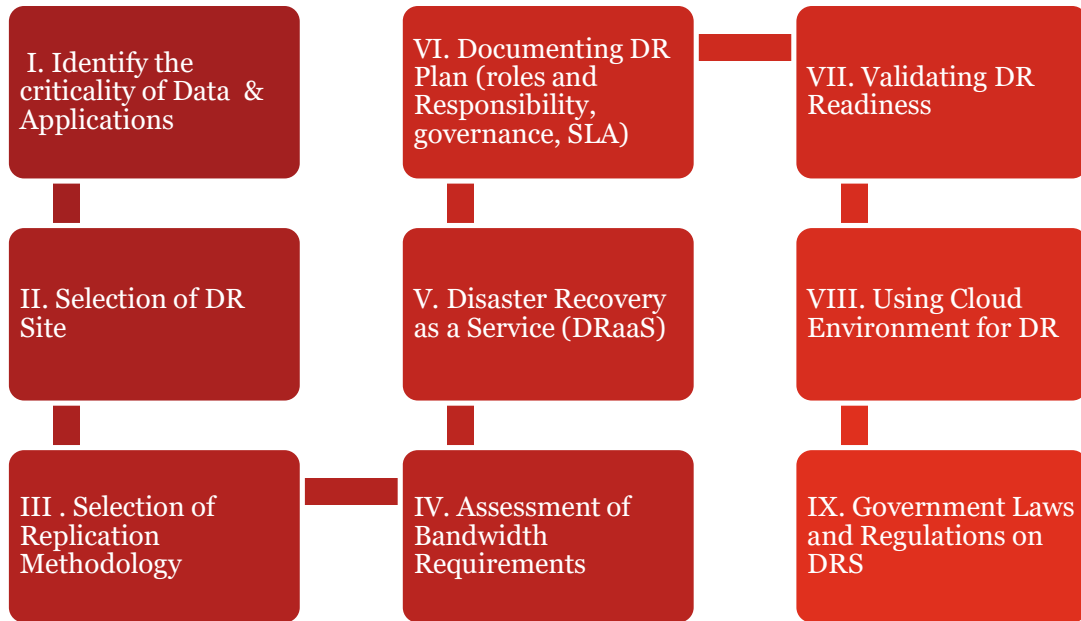 I. Identify the
criticality of Data & 
Applications
II. Selection of DR
Site
III . Selection of
Replication
Methodology
IV. Assessment of
Bandwidth
Requirements
V. Disaster Recovery
as a Service (DRaaS)
VI. Documenting DR
Plan (roles and
Responsibility,
governance, SLA)
VII. Validating DR
Readiness
VIII. Using Cloud
Environment for DR
IX. Government Laws
and Regulations on
DRS